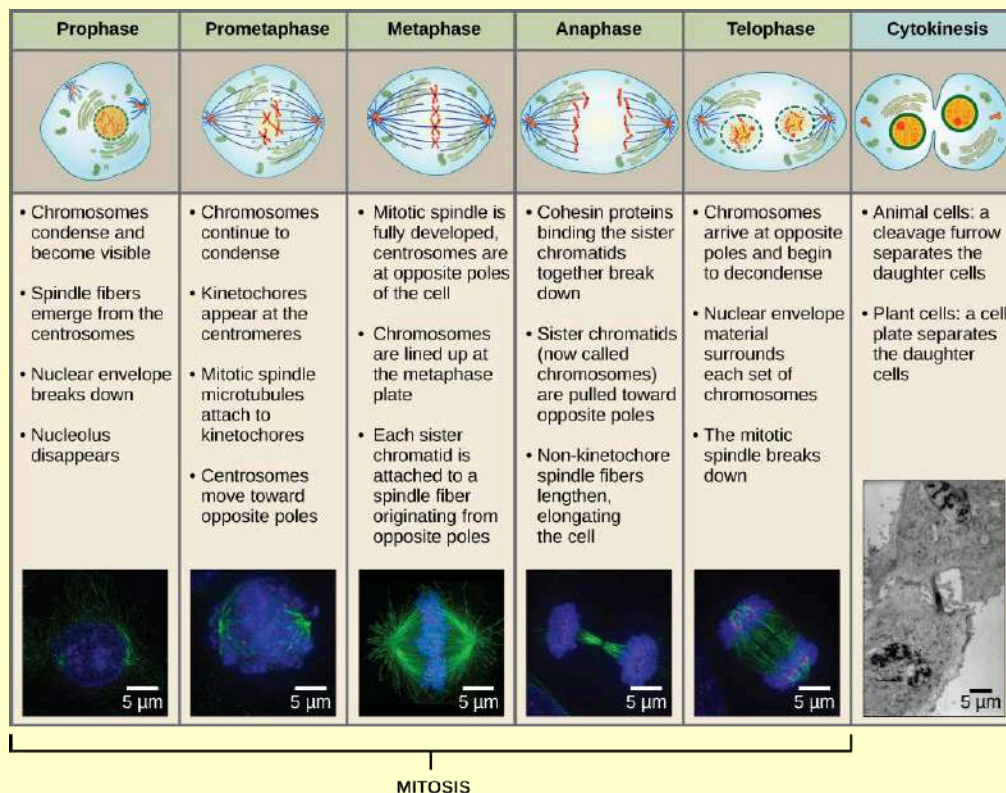 Prophase
Prometaphase
Metaphase
Anaphase
Telophase
Cytokinesis
• Chromosomes
condense and
become visible
• Spindle fibers
emerge from the
centrosomes
• Nuclear envelope
breaks down
• Nucleolus
disappears
• Chromosomes
continue to
condense
• Kinetochores
appear at the
centromeres
• Mitotic spindle
microtubules
attach to
kinetochores
• Centrosomes
move toward
opposite poles
• Mitotic spindle is
fully developed,
centrosomes are
at opposite poles
of the cell
• Chromosomes
are lined up at
the metaphase
plate
• Each sister
chromatid is
attached to a
spindle fiber
originating from
opposite poles
• Cohesin proteins
binding the sister
chromatids
together break
down
• Sister chromatids
(now called
chromosomes)
are pulled toward
opposite poles
• Non-kinetochore
spindle fibers
lengthen,
elongating
the cell
• Chromosomes
arrive at opposite
poles and begin
to decondense
• Nuclear envelope
material
surrounds
each set of
chromosomes
• The mitotic
spindle breaks
down
• Animal cells: a
cleavage furrow
separates the
daughter cells
• Plant cells: a cell
plate separates
the daughter
cells
5 µm
5 µm
5 µm
5 µm
5 µm
5 µm
MITOSIS